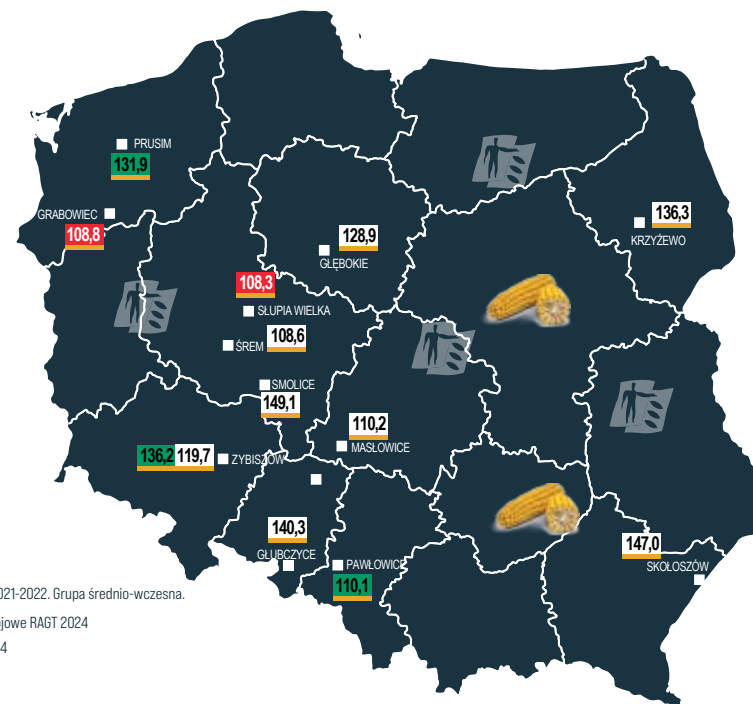 PRUSIM
131,9
GRABOWIEC
108,8
136,3
KRZYŻEWO
128,9
GŁĘBOKIE
108,3
SŁUPIA WIELKA
ŚREM 108,6
SMOLICE
149,1
110,2
MASŁOWICE
136,2 119,7 ZYBISZÓW
140,3
GŁUBCZYCE
PAWŁOWICE
110,1
147,0
SKOŁOSZÓW
021-2022. Grupa średnio-wczesna.
jowe RAGT 2024
4